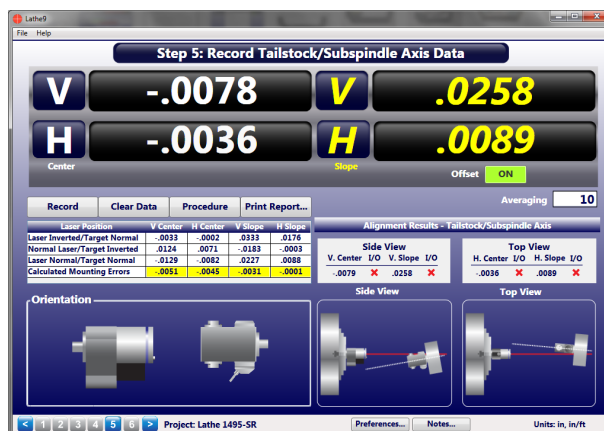 Lathe9
File Help
Step 5: Record Tailstock/Subspindle Axis Data
V -.0078 V .0258
H -.0036 H .0089
Center Slope
Offset ON
Averaging 10
Record Clear Data Procedure Print Report...
Laser Position V Center H Center V Slope H Slope
Laser Inverted/Target Normal -.0033 -.0002 .0333 .0176
Normal Laser/Target Inverted .0124 .0071 -.0183 -.0003
Laser Normal/Target Normal -.0129 -.0082 .0227 .0088
Calculated Mounting Errors -.0051 -.0045 -.0031 -.0001
Alignment Results - Tailstock/Subspindle Axis
Side View Top View
V. Center I/O V. Slope I/O H. Center I/O H. Slope I/O
-.0079 .0258 -.0036 .0089
Orientation
Side View Top View
< 1 2 3 4 5 6 > Project: Lathe 1495-SR Preferences... Notes... Units: in, in/ft